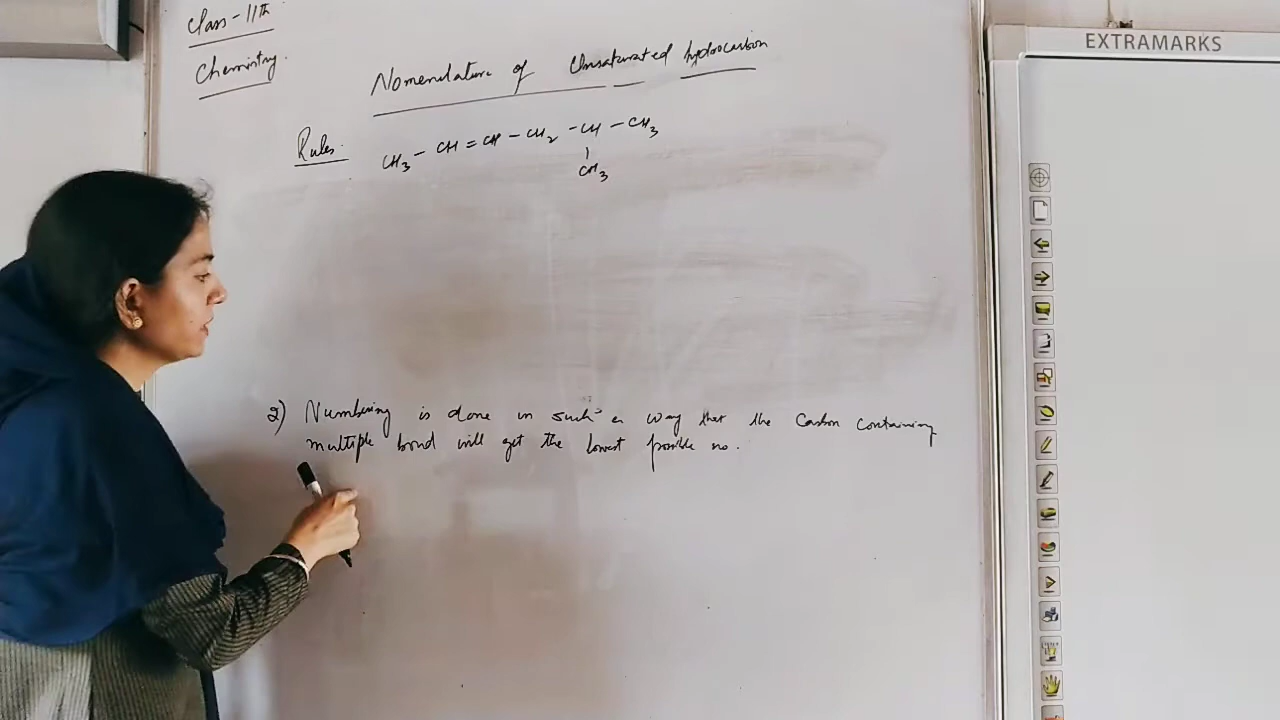 Class - 11th
Chemistry.
Nomenclature of Unsaturated hydrocarbon
Rules.
CH3 - CH = CH - CH2 - CH - CH3
|
CH3
2) Numbering is done in such a way that the Carbon containing
multiple bond will get the lowest possible no.
EXTRAMARKS